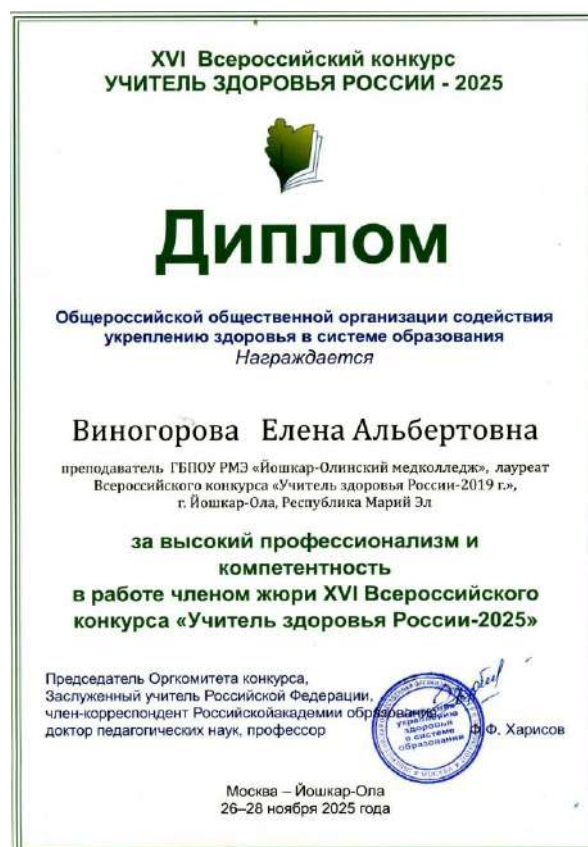 XVI Всероссийский конкурс
УЧИТЕЛЬ ЗДОРОВЬЯ РОССИИ - 2025
Диплом
Общероссийской общественной организации содействия
укреплению здоровья в системе образования
Награждается
Виногорова Елена Альбертовна
преподаватель ГБПОУ РМЭ «Йошкар-Олинский медколледж», лауреат
Всероссийского конкурса «Учитель здоровья России-2019 г.»,
г. Йошкар-Ола, Республика Марий Эл
за высокий профессионализм и
компетентность
в работе членом жюри XVI Всероссийского
конкурса «Учитель здоровья России-2025»
Председатель Оргкомитета конкурса,
Заслуженный учитель Российской Федерации,
член-корреспондент Российскойакадемии образования,
доктор педагогических наук, профессор Ф.Ф. Харисов
укреплению
здоровья
в системе
образования
Москва – Йошкар-Ола
26–28 ноября 2025 года